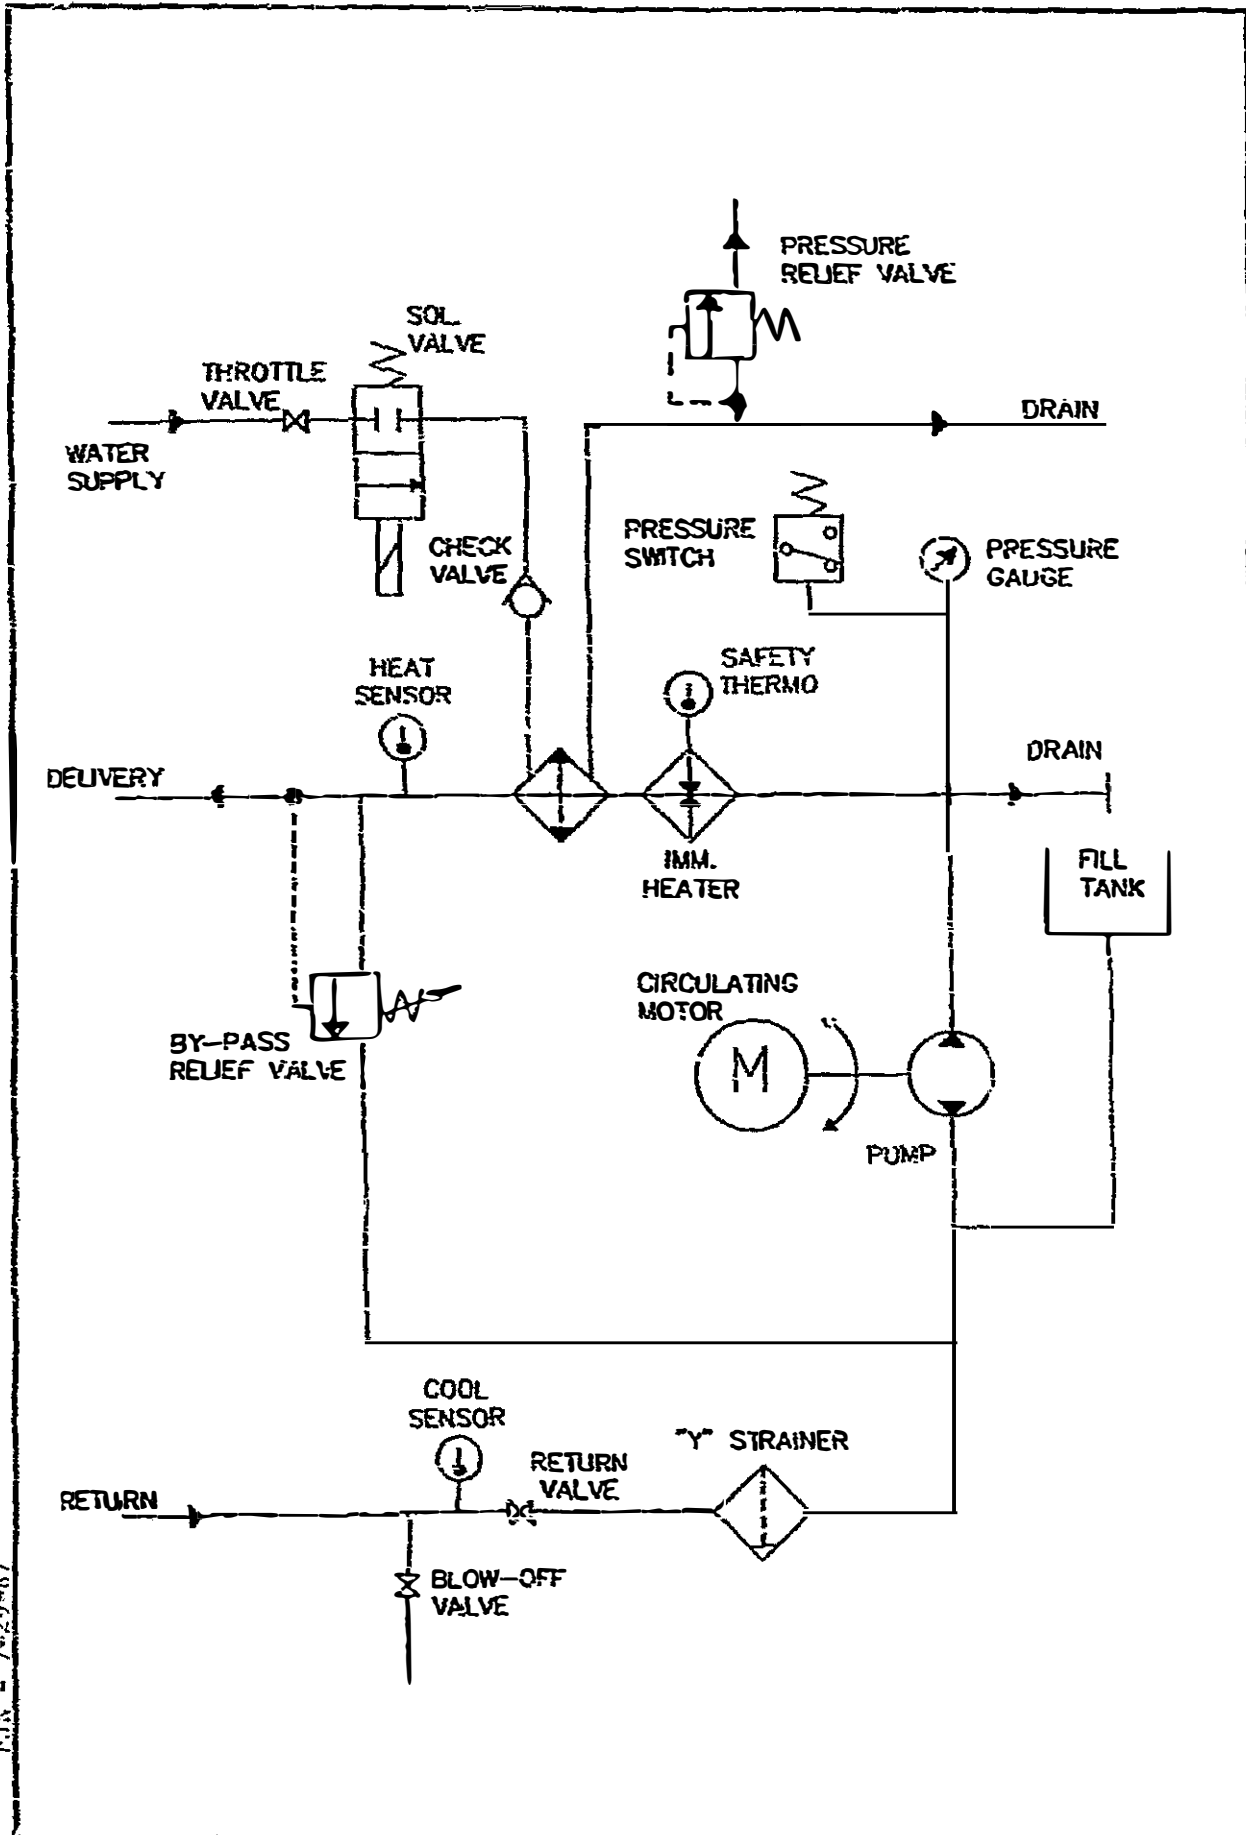 PRESSURE
RELIEF VALVE
SOL.
VALVE
THROTTLE
VALVE
DRAIN
WATER
SUPPLY
PRESSURE
SWITCH
CHECK
VALVE
PRESSURE
GAUGE
HEAT
SENSOR
SAFETY
THERMO
DELIVERY
DRAIN
IMM.
HEATER
FILL
TANK
CIRCULATING
MOTOR
M
BY-PASS
RELIEF VALVE
PUMP
COOL
SENSOR
"Y" STRAINER
RETURN
VALVE
RETURN
BLOW-OFF
VALVE